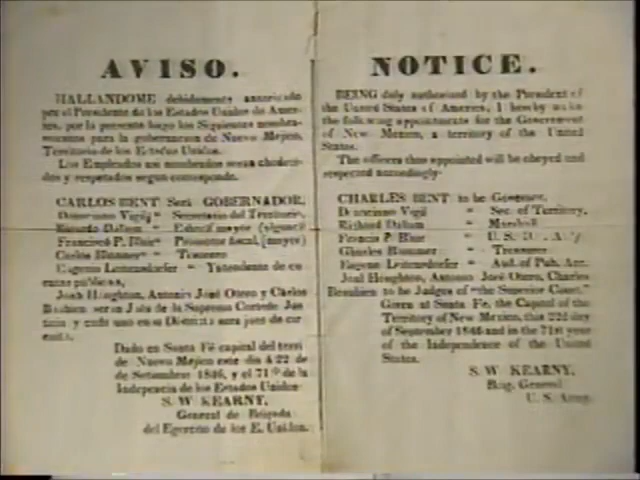 AVISO.
HALLANDOME debidamente autorizado
por el Presidente de los Estados Unidos de Ame-
rica, por la presente hago los Siguientes nombra-
mientos para la gobernacion de Nuevo Mejico,
Territorio de los Estados Unidos.
Los Empleados asi nombrados seran obedeci-
dos y respetados segun corresponde.
CARLOS BENT Será GOBERNADOR,
Donaciano Vigil " Secretario del Territorio,
Ricardo Dallam " mayor
Francisco P. Blair " Promotor fiscal, [mayor]
Carlos Blumner " Tesorero
Eugenio Leitensdorfer " Yntendente de cu-
entas públicas,
Joab Houghton, Antonio José Otero y Carlos
Beaubien seran de la Suprema Corte de Jus-
ticia y cada uno en su sera juez de cir-
cuito.
Dado en Santa Fé capital del terri
de Nuevo Mejico este dia á 22 de
de Setiembre 1846, y el 71º de la
de los Estados Unidos
S. W KEARNY,
General de Brigada
del Egercito de los E. Unidos.
NOTICE.
BEING duly authorized by the President of
the United States of America, I hereby make
the following appointments for the Government
of New Mexico, a territory of the United
States.
The officers thus appointed will be obeyed and
respected accordingly
CHARLES BENT to be Governor,
Donaciano Vigil " Sec. of Territory,
Richard Dallam " Marshall
Francis P. Blair " U. S.
Charles Blummer " Treasurer
Eugene Leitensdorfer " Aud. of Pub. Acc.
Joal Houghton, Antonio José Otero, Charles
Beaubien to be Judges of "the Superior Court."
Given at Santa Fe, the Capital of the
Territory of New Mexico, this 22d day
of September 1846 and in the 71st year
of the Independence of the United
States.
S. W KEARNY.
Brig. General
U. S. Army.